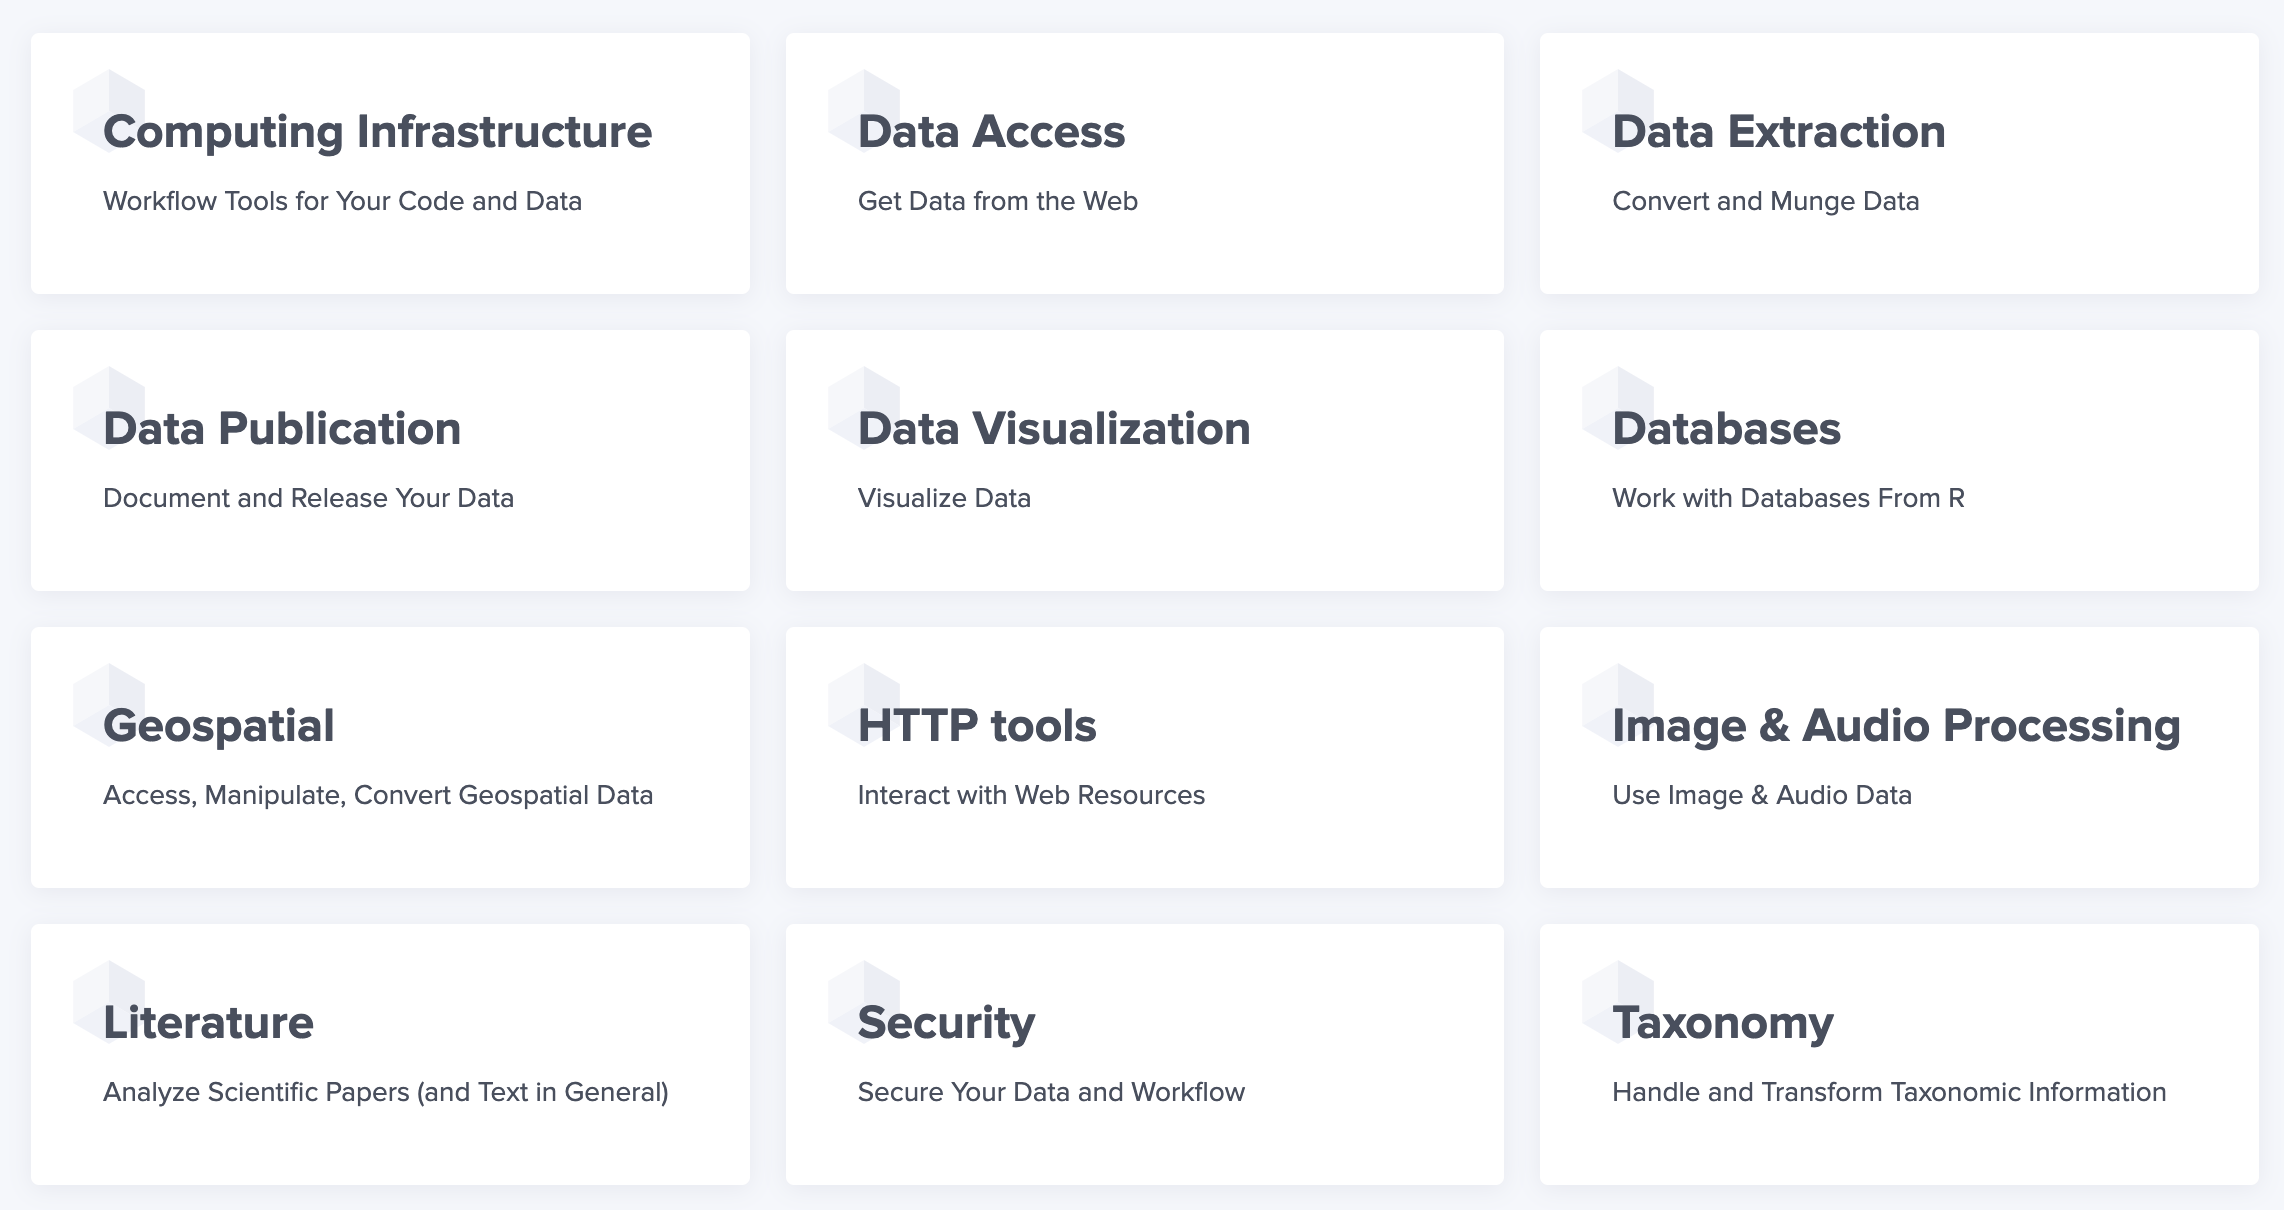 Computing Infrastructure
Workflow Tools for Your Code and Data
Data Access
Get Data from the Web
Data Extraction
Convert and Munge Data
Data Publication
Document and Release Your Data
Data Visualization
Visualize Data
Databases
Work with Databases From R
Geospatial
Access, Manipulate, Convert Geospatial Data
HTTP tools
Interact with Web Resources
Image & Audio Processing
Use Image & Audio Data
Literature
Analyze Scientific Papers (and Text in General)
Security
Secure Your Data and Workflow
Taxonomy
Handle and Transform Taxonomic Information